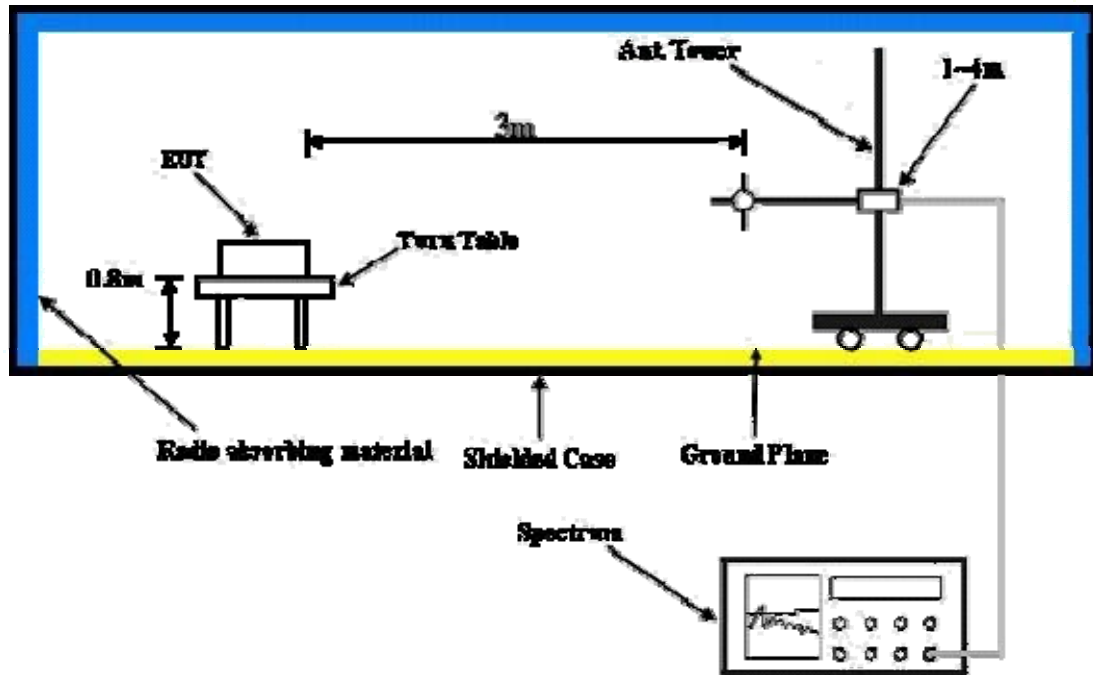 Ant. Tower
1-4m
3m
EUT
Turn Table
0.8m
Radio absorbing material
Shielded Case
Ground Plane
Spectrum